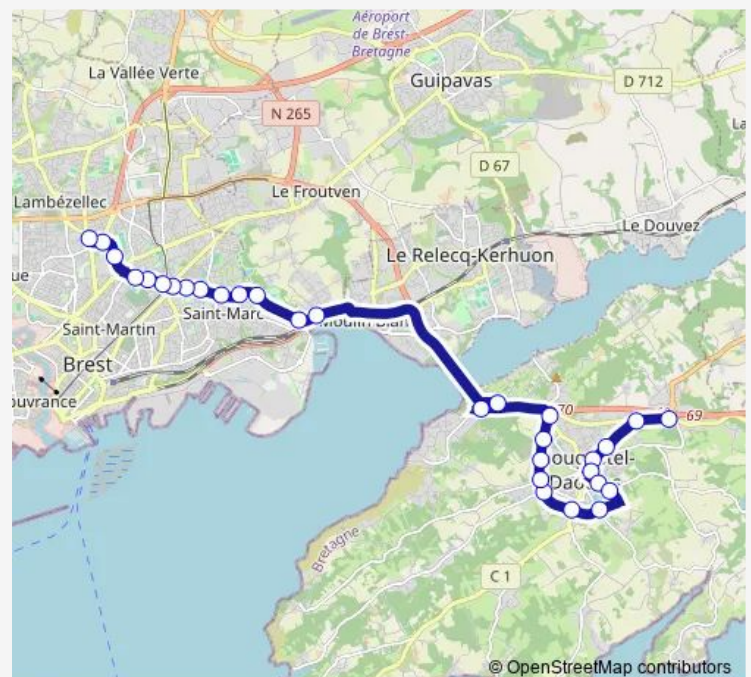 Aéroport
de Brest-
Bretagne
La Vallée Verte
Guipavas
D 712
N 265
D 67
Lambézellec
Le Froutven
Le Douvez
Le Relecq-Kerhuon
Saint-Marc
Saint-Martin
Brest
70
69
Bretagne
C 1
© OpenStreetMap contributors